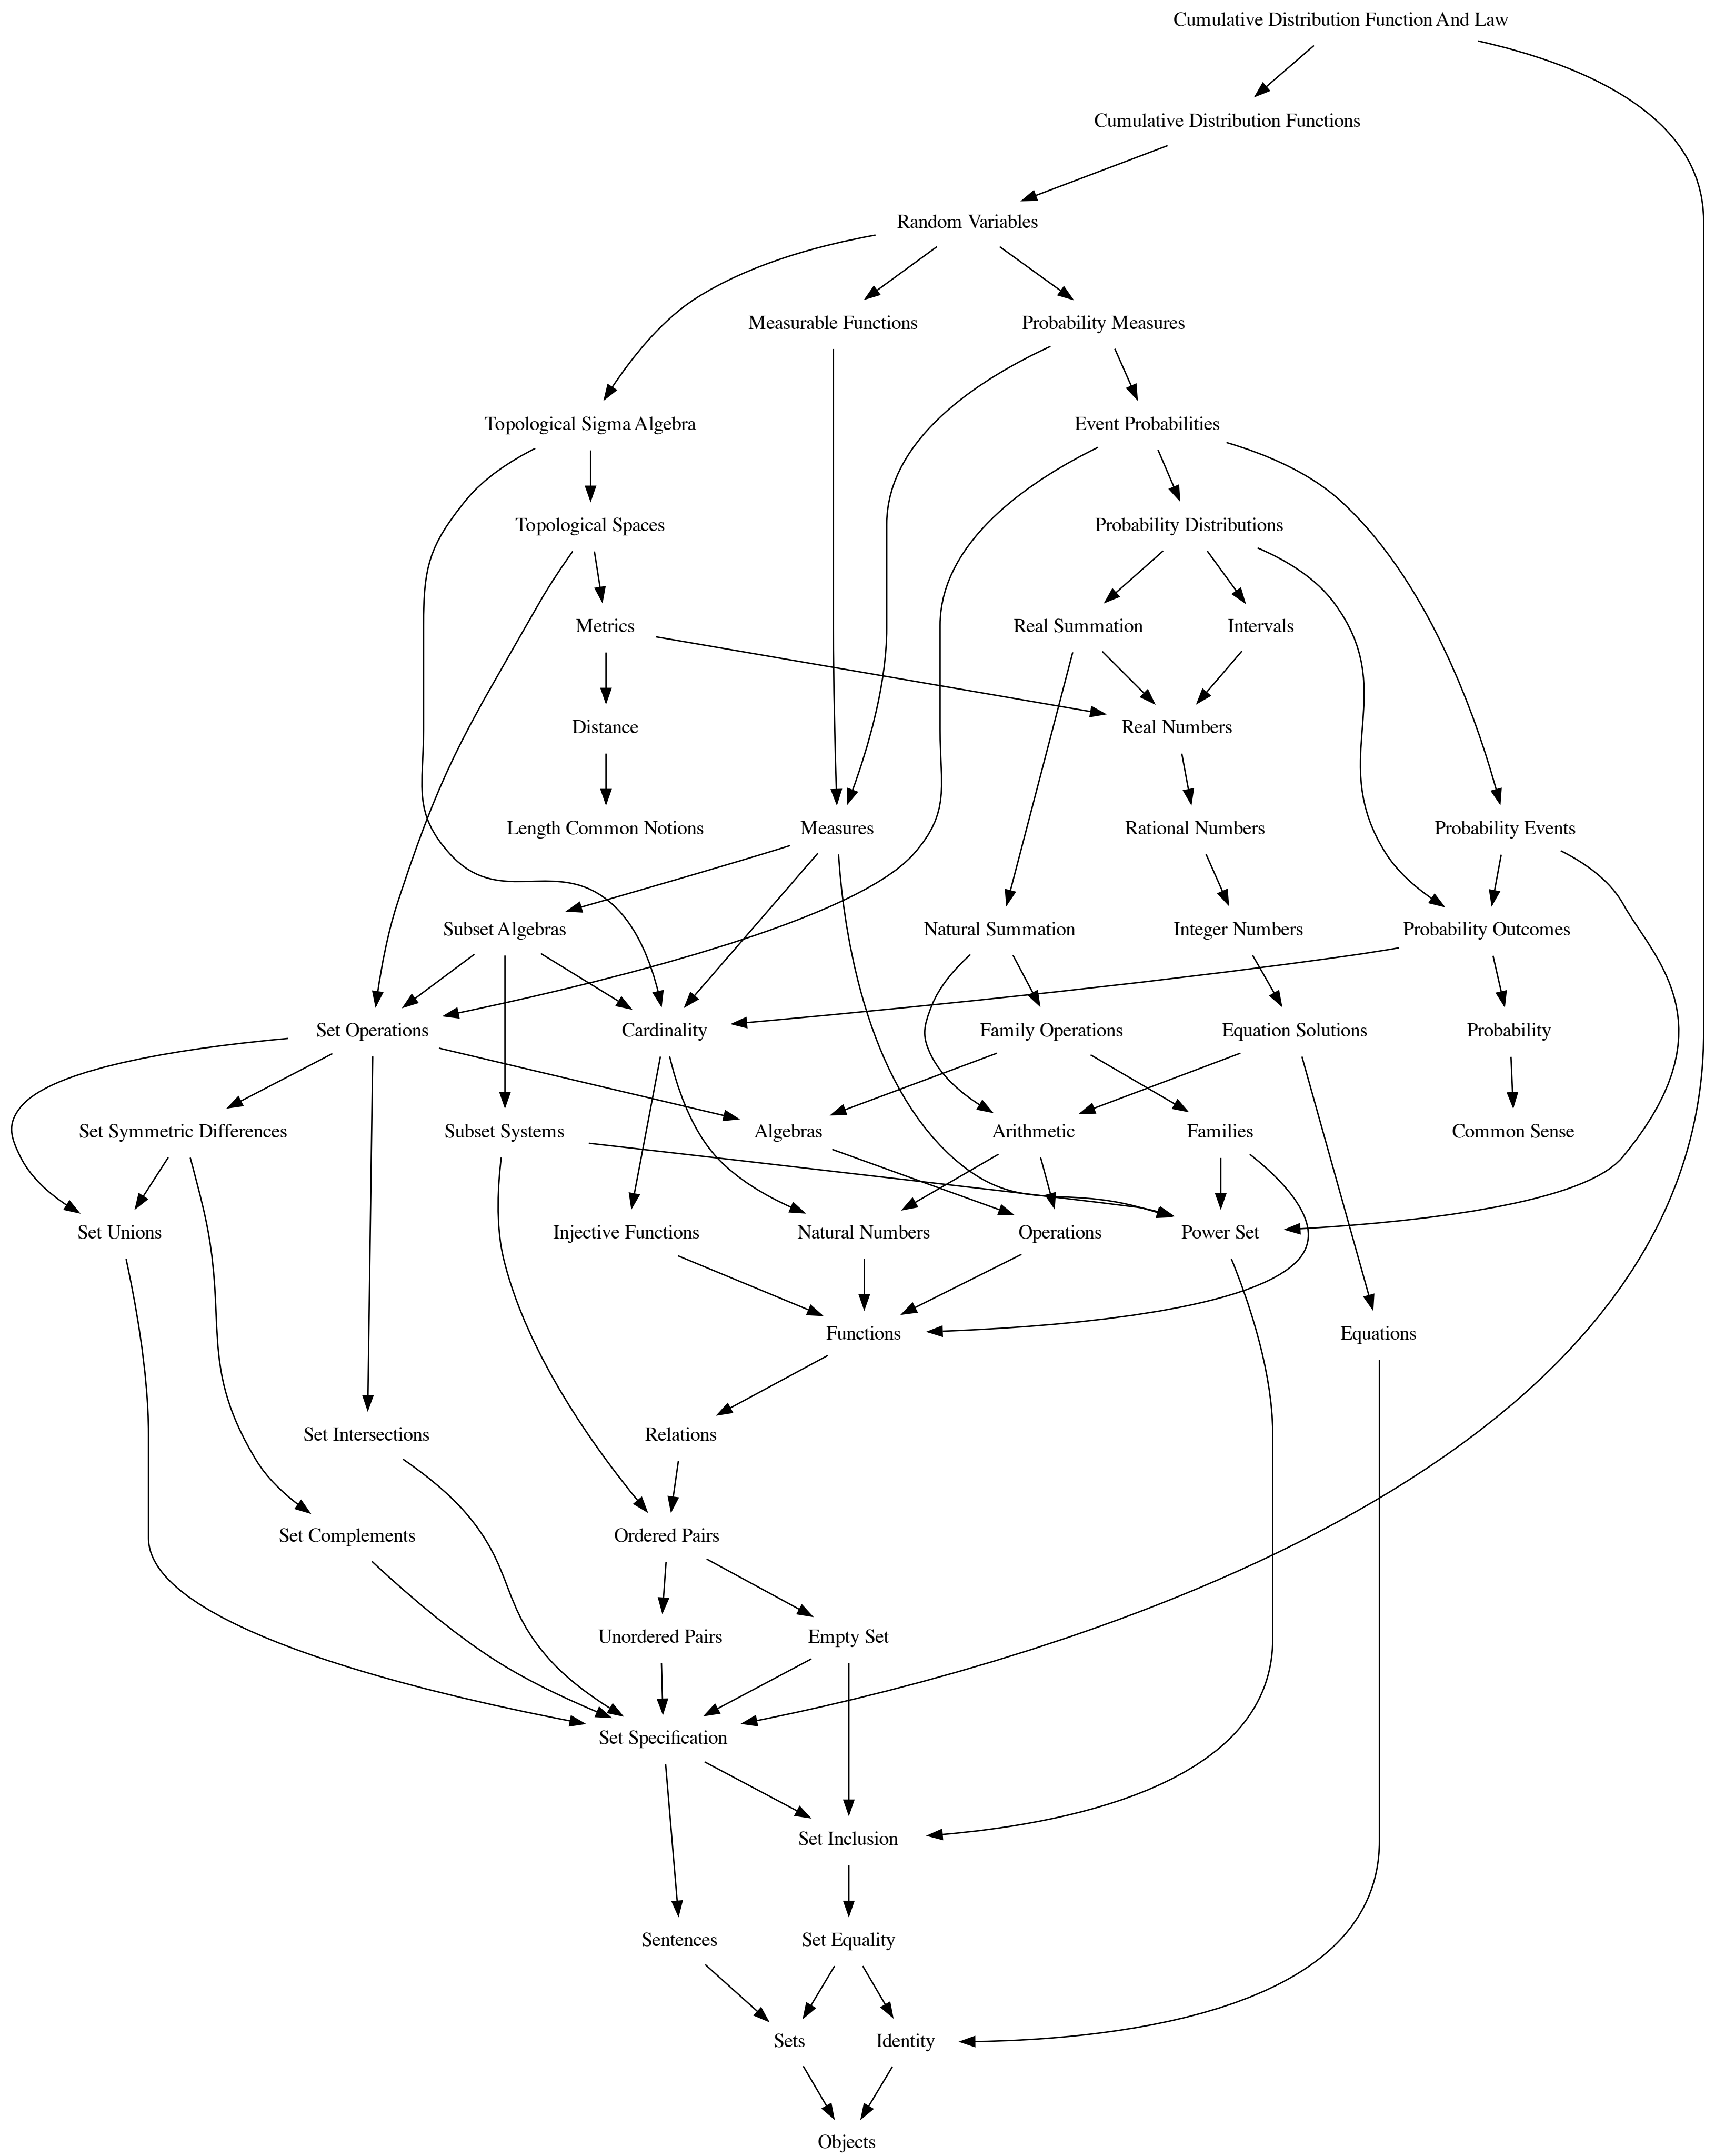 Cumulative Distribution Function And Law
Cumulative Distribution Functions
Random Variables
Measurable Functions
Probability Measures
Topological Sigma Algebra
Event Probabilities
Topological Spaces
Probability Distributions
Metrics
Real Summation
Intervals
Distance
Real Numbers
Length Common Notions
Measures
Rational Numbers
Probability Events
Subset Algebras
Natural Summation
Integer Numbers
Probability Outcomes
Set Operations
Cardinality
Family Operations
Equation Solutions
Probability
Set Symmetric Differences
Subset Systems
Algebras
Arithmetic
Families
Common Sense
Set Unions
Injective Functions
Natural Numbers
Operations
Power Set
Functions
Equations
Set Intersections
Relations
Set Complements
Ordered Pairs
Unordered Pairs
Empty Set
Set Specification
Set Inclusion
Sentences
Set Equality
Sets
Identity
Objects